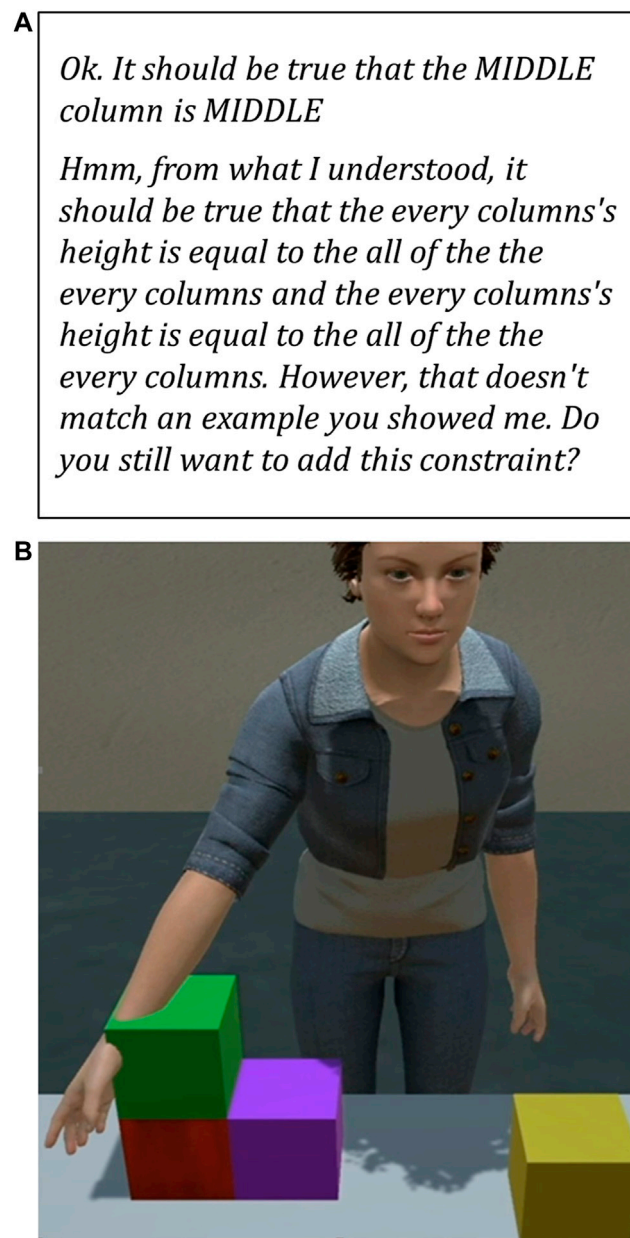 A
Ok. It should be true that the MIDDLE
column is MIDDLE
Hmm, from what I understood, it
should be true that the every columns's
height is equal to the all of the the
every columns and the every columns's
height is equal to the all of the the
every columns. However, that doesn't
match an example you showed me. Do
you still want to add this constraint?
B